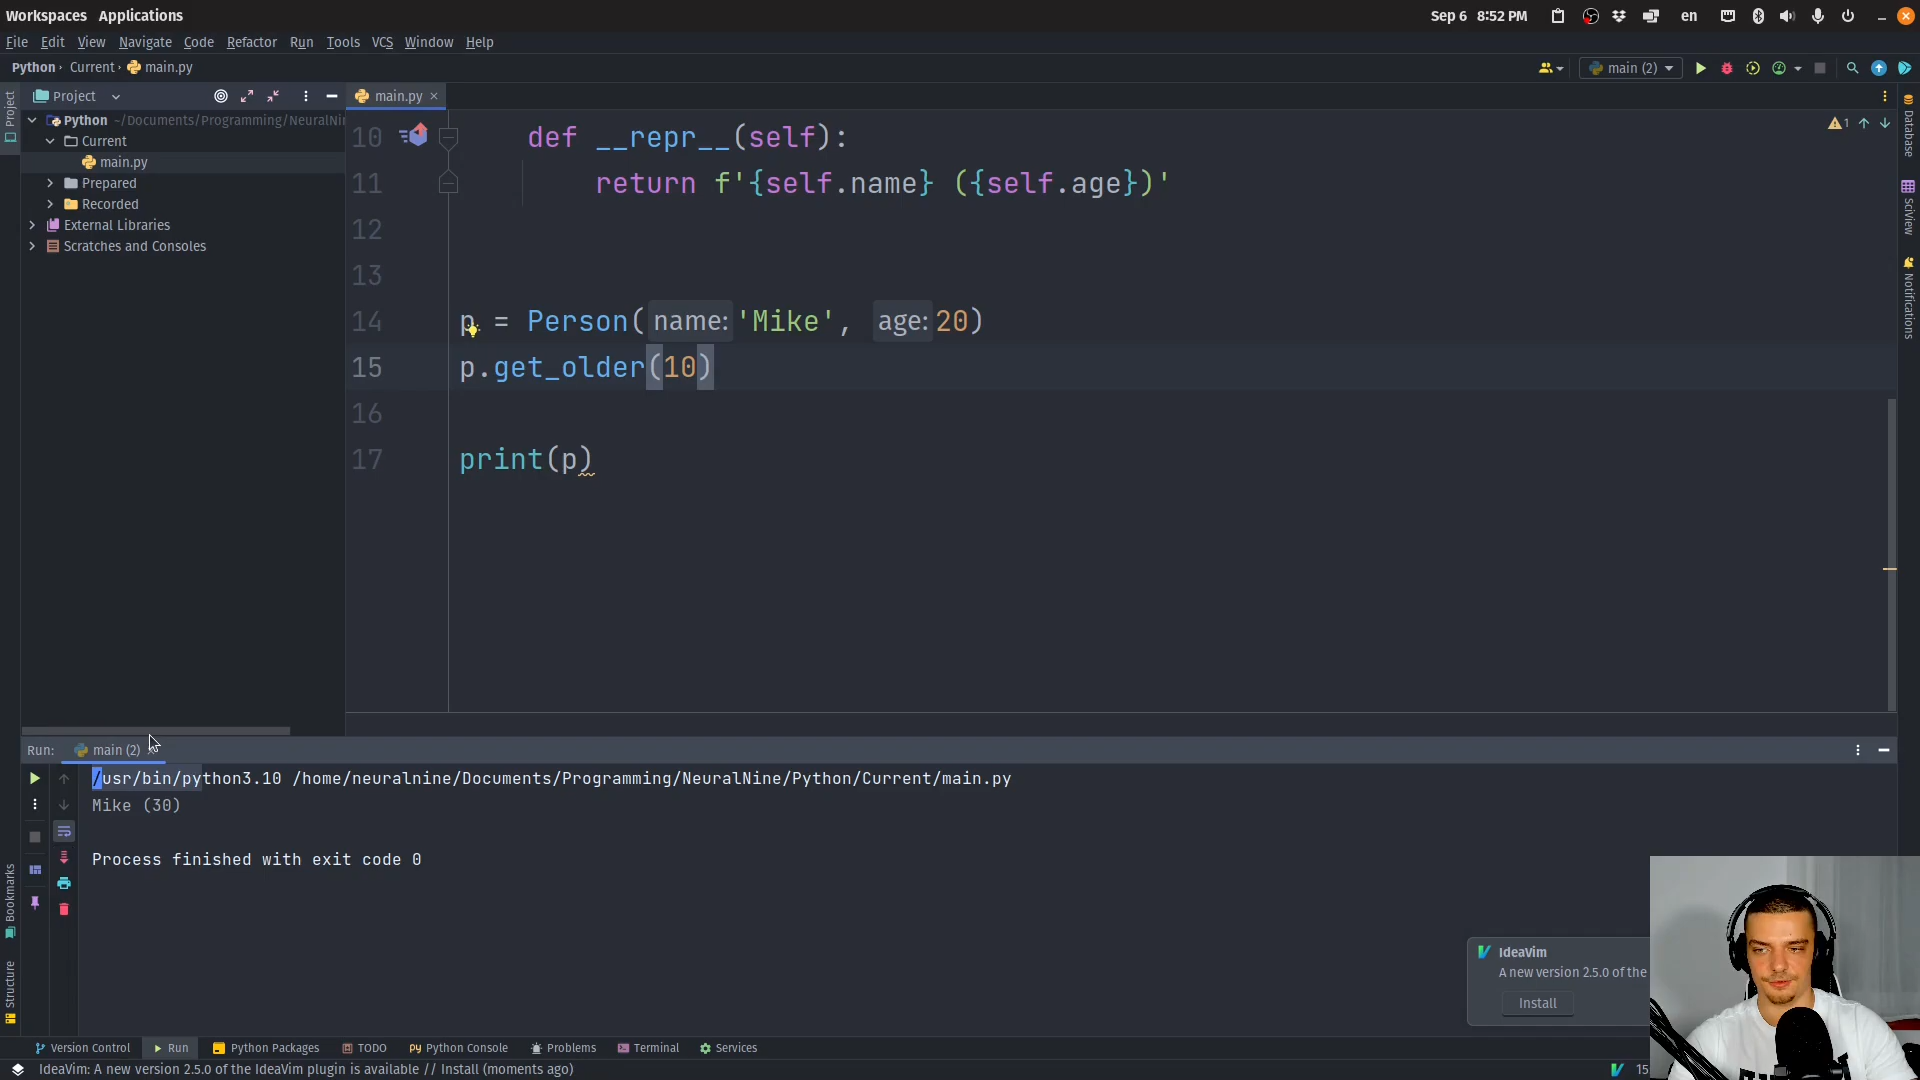 Workspaces Applications
Sep 6 8:52 PM
en
File Edit View Navigate Code Refactor Run Tools VCS Window Help
Python Current main.py
main (2)
Project
main.py
Python ~/Documents/Programming/NeuralNi
Current
main.py
Prepared
Recorded
External Libraries
Scratches and Consoles
Project
1
Database
SciView
Notifications
10 def __repr__(self):
11 return f'{self.name} ({self.age})'
12
13
14 p = Person( name: 'Mike', age: 20)
15 p.get_older(10)
16
17 print(p)
Run: main (2)
/usr/bin/python3.10 /home/neuralnine/Documents/Programming/NeuralNine/Python/Current/main.py
Mike (30)
Process finished with exit code 0
Bookmarks
Structure
IdeaVim
A new version 2.5.0 of the
Install
Version Control Run Python Packages TODO Python Console Problems Terminal Services
IdeaVim: A new version 2.5.0 of the IdeaVim plugin is available // Install (moments ago)
15